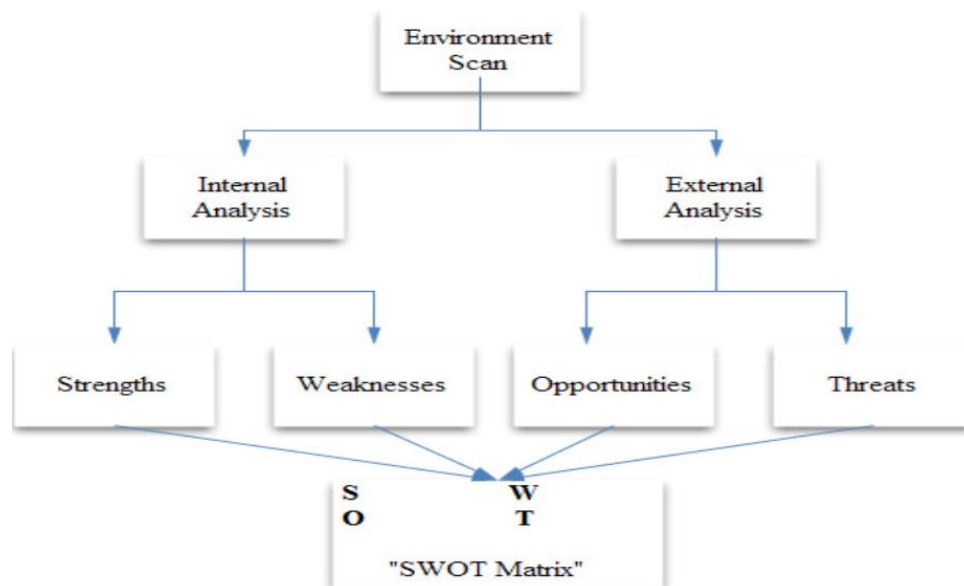 Environment
Scan
Internal
Analysis
External
Analysis
Strengths
Weaknesses
Opportunities
Threats
S W
O T
"SWOT Matrix"